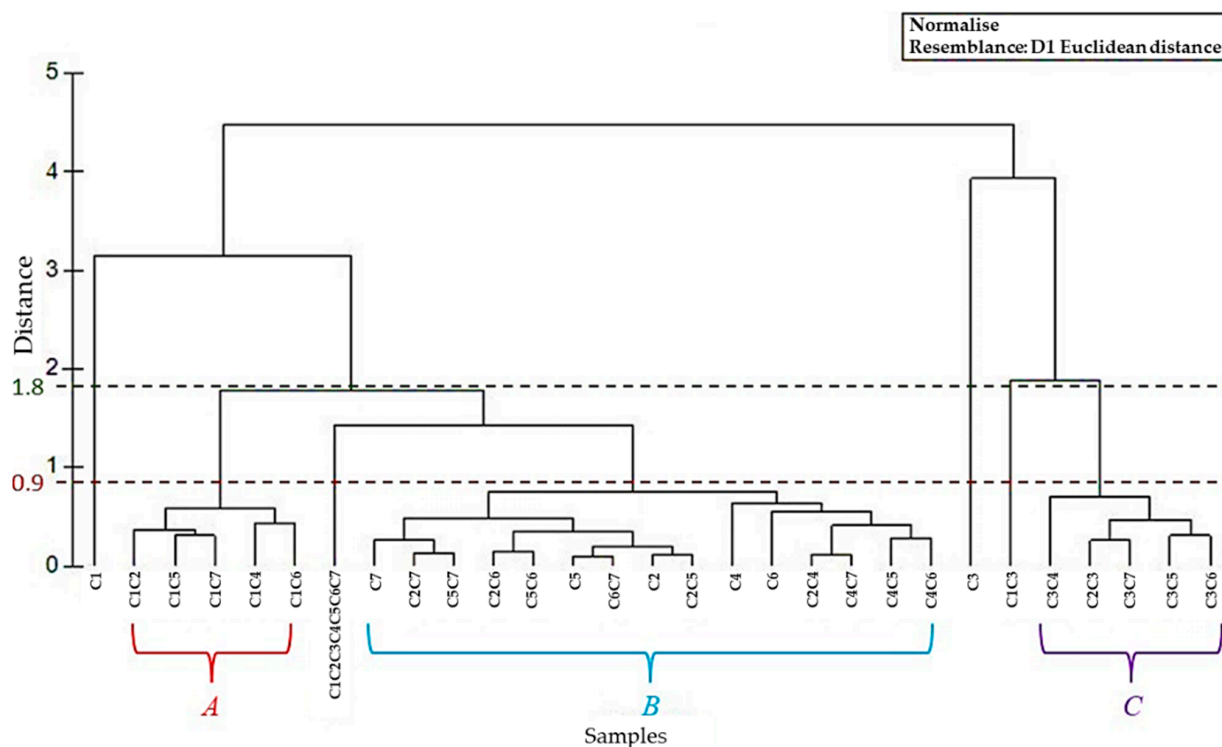 Normalise
Resemblance: D1 Euclidean distance
5
4
3
2
1.8
1
0.9
0
Distance
C1
C1C2
C1C5
C1C7
C1C4
C1C6
C1C2C3C4C5C6C7
C7
C2C7
C5C7
C2C6
C5C6
C5
C6C7
C2
C2C5
C4
C6
C2C4
C4C7
C4C5
C4C6
C3
C1C3
C3C4
C2C3
C3C7
C3C5
C3C6
A
B
C
Samples